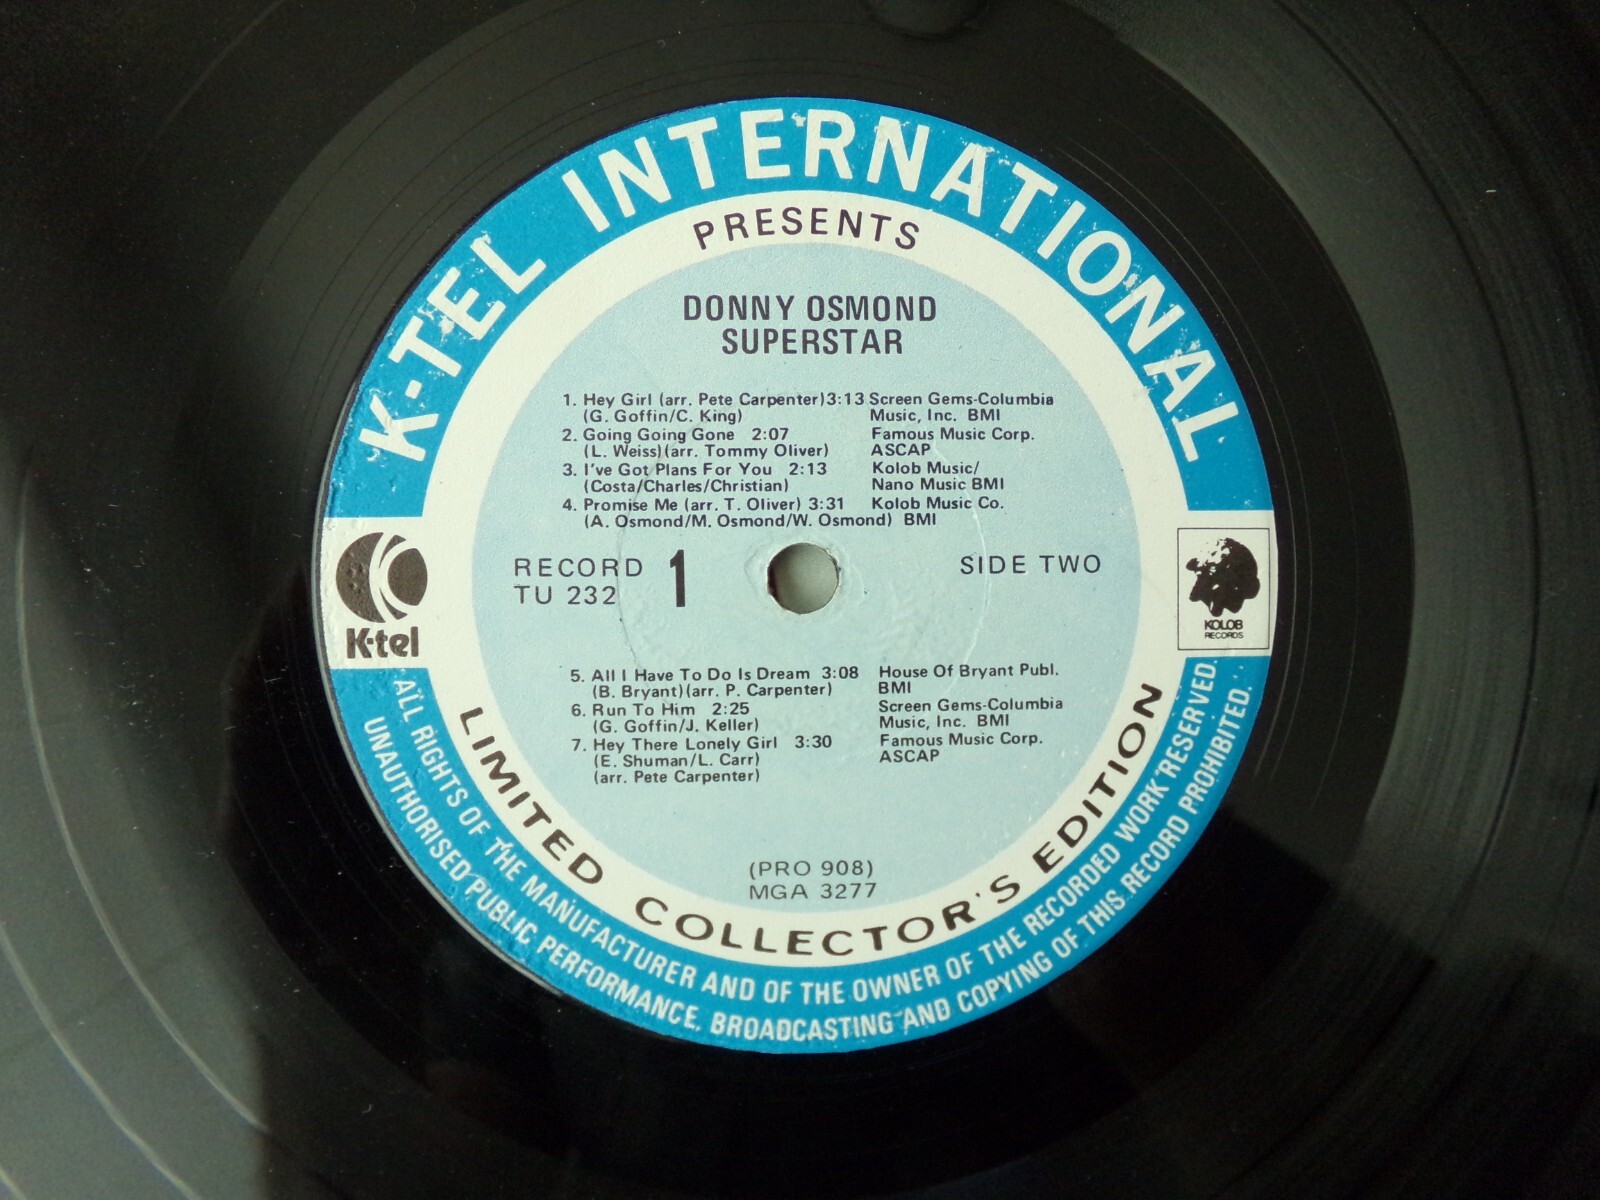 K-TEL INTERNATIONAL
PRESENTS
DONNY OSMOND
SUPERSTAR
1. Hey Girl (arr. Pete Carpenter)3:13 Screen Gems-Columbia
(G. Goffin/C. King) Music, Inc. BMI
2. Going Going Gone 2:07 Famous Music Corp.
(L. Weiss)(arr. Tommy Oliver) ASCAP
3. I've Got Plans For You 2:13 Kolob Music/
(Costa/Charles/Christian) Nano Music BMI
4. Promise Me (arr. T. Oliver) 3:31 Kolob Music Co.
(A. Osmond/M. Osmond/W. Osmond) BMI
RECORD 1 SIDE TWO
TU 232
K-tel
KOLOB
RECORDS
5. All I Have To Do Is Dream 3:08 House Of Bryant Publ.
(B. Bryant)(arr. P. Carpenter) BMI
6. Run To Him 2:25 Screen Gems-Columbia
(G. Goffin/J. Keller) Music, Inc. BMI
7. Hey There Lonely Girl 3:30 Famous Music Corp.
(E. Shuman/L. Carr) ASCAP
(arr. Pete Carpenter)
(PRO 908)
MGA 3277
LIMITED COLLECTOR'S EDITION
ALL RIGHTS OF THE MANUFACTURER AND OF THE OWNER OF THE RECORDED WORK RESERVED.
UNAUTHORISED PUBLIC PERFORMANCE, BROADCASTING AND COPYING OF THIS RECORD PROHIBITED.